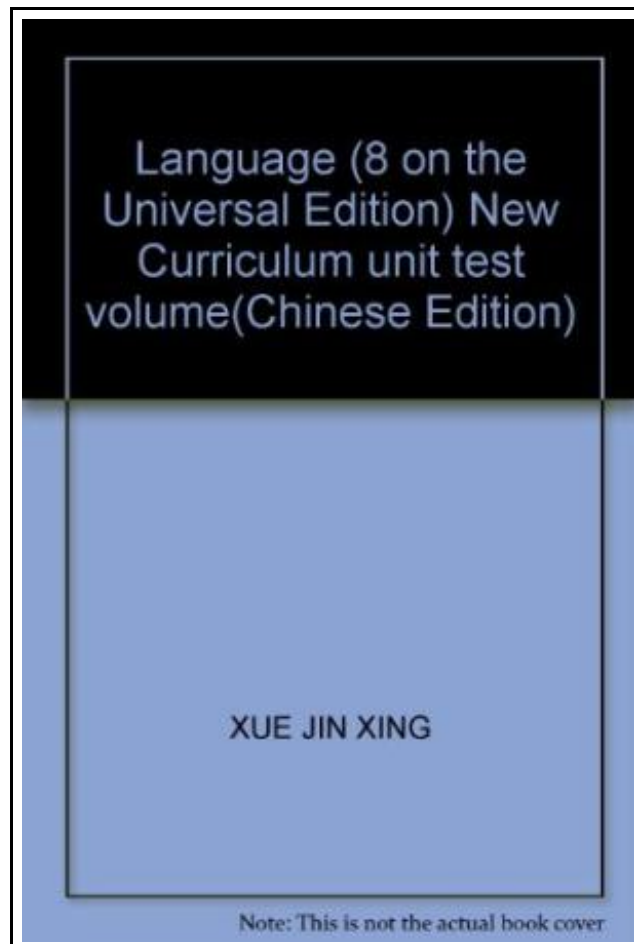 Language (8 on the
Universal Edition) New
Curriculum unit test
volume(Chinese Edition)
XUE JIN XING
Note: This is not the actual book cover